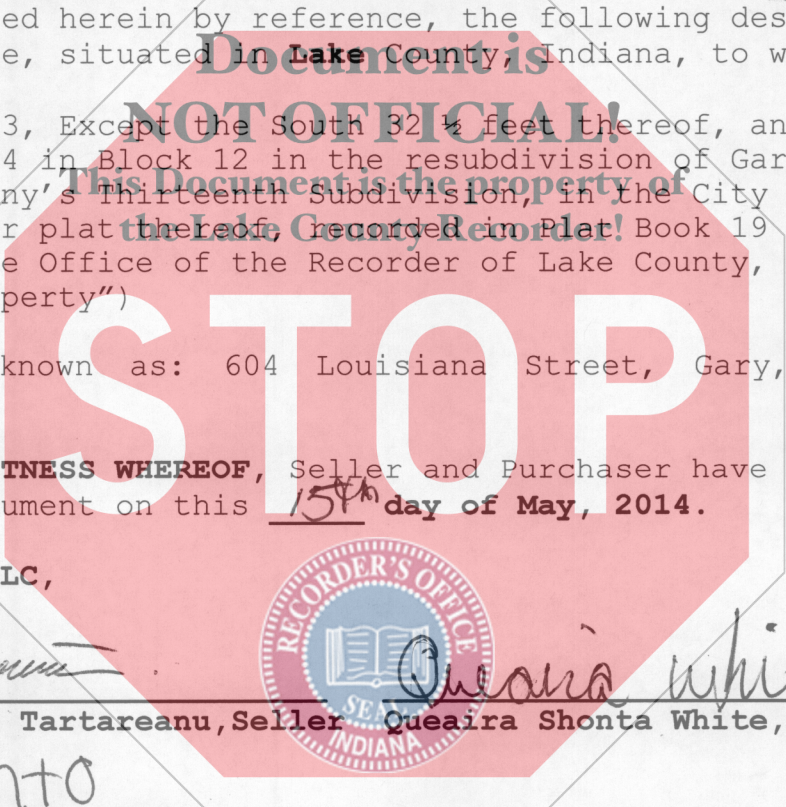 ed herein by reference, the following des
e, situated in Lake County, Indiana, to w
Document is
NOT OFFICIAL!
3, Except the South 32 ½ feet thereof, an
4 in Block 12 in the resubdivision of Gar
This Document is the property of
ny's Thirteenth Subdivision, in the City
r plat thereof, recorded in Plat Book 19
the Lake County Recorder!
e Office of the Recorder of Lake County,
perty")
STOP
known as: 604 Louisiana Street, Gary,
TNESS WHEREOF, Seller and Purchaser have
ument on this 15th day of May, 2014.
LC,
RECORDER'S OFFICE
SEAL
INDIANA
Queaira Whi
Tartareanu,Seller Queaira Shonta White,